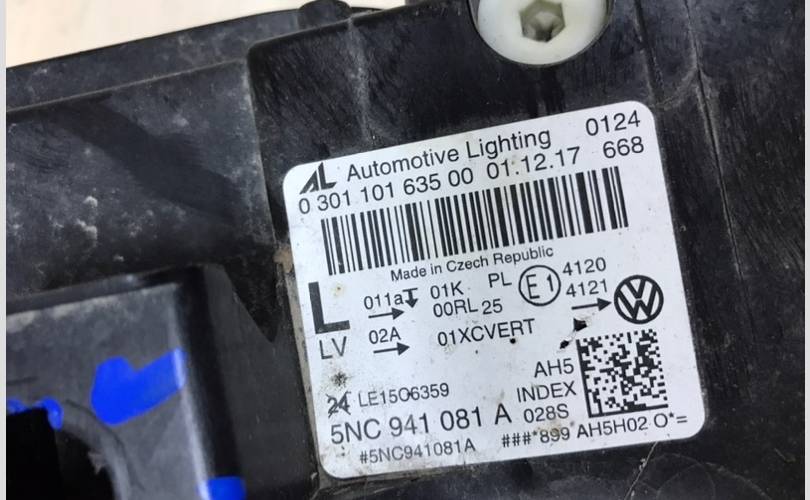 AL Automotive Lighting 0124
0 301 101 635 00 01.12.17 668
Made in Czech Republic
L 011a 01K PL E1 4120
00RL 25 4121
LV 02A 01XCVERT
AH5
24 LE15O6359 INDEX
5NC 941 081 A 028S
#5NC941081A ###*899 AH5H02 O*=